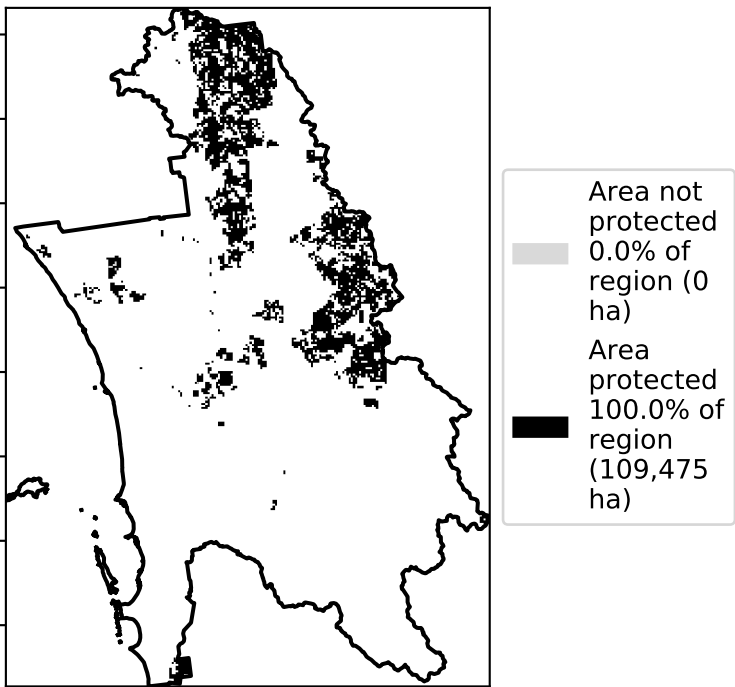 Area not
protected
0.0% of
region (0
ha)
Area
protected
100.0% of
region
(109,475
ha)